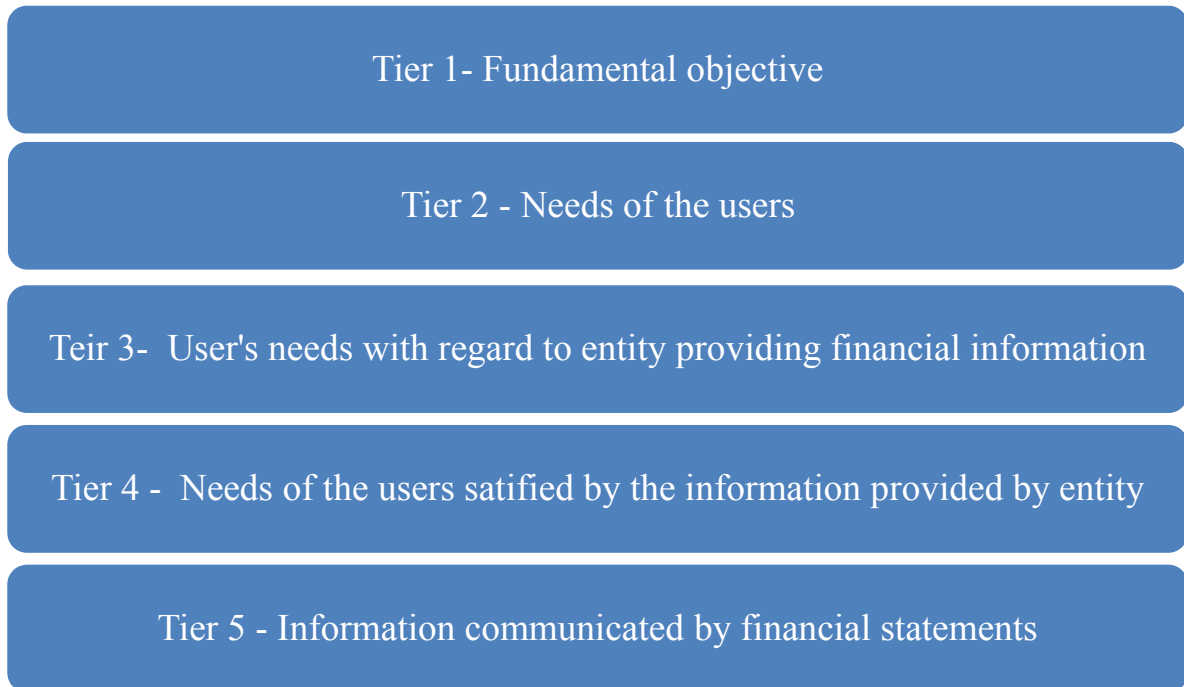 Tier 1- Fundamental objective
Tier 2 - Needs of the users
Teir 3-  User's needs with regard to entity providing financial information
Tier 4 -  Needs of the users satified by the information provided by entity
Tier 5 - Information communicated by financial statements